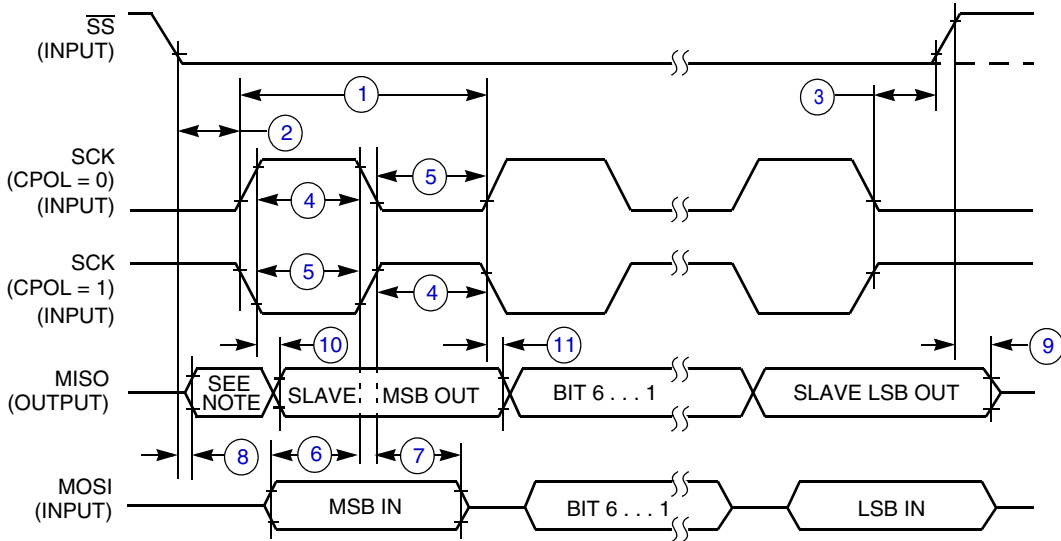 SS
(INPUT)
1
3
2
SCK
(CPOL = 0)
(INPUT)
5
4
SCK
(CPOL = 1)
(INPUT)
5
4
10
11
9
MISO
(OUTPUT)
SEE
NOTE
SLAVE
MSB OUT
BIT 6 . . . 1
SLAVE LSB OUT
8
6
7
MOSI
(INPUT)
MSB IN
BIT 6 . . . 1
LSB IN